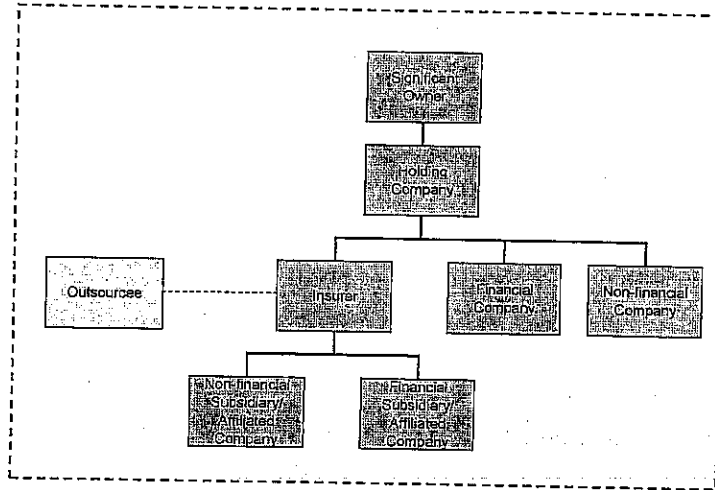 Significant
Owner
Holding
Company
Outsourcee
Insurer
Financial
Company
Non-financial
Company
Non-financial
Subsidiary/
Affiliated
Company
Financial
Subsidiary/
Affiliated
Company